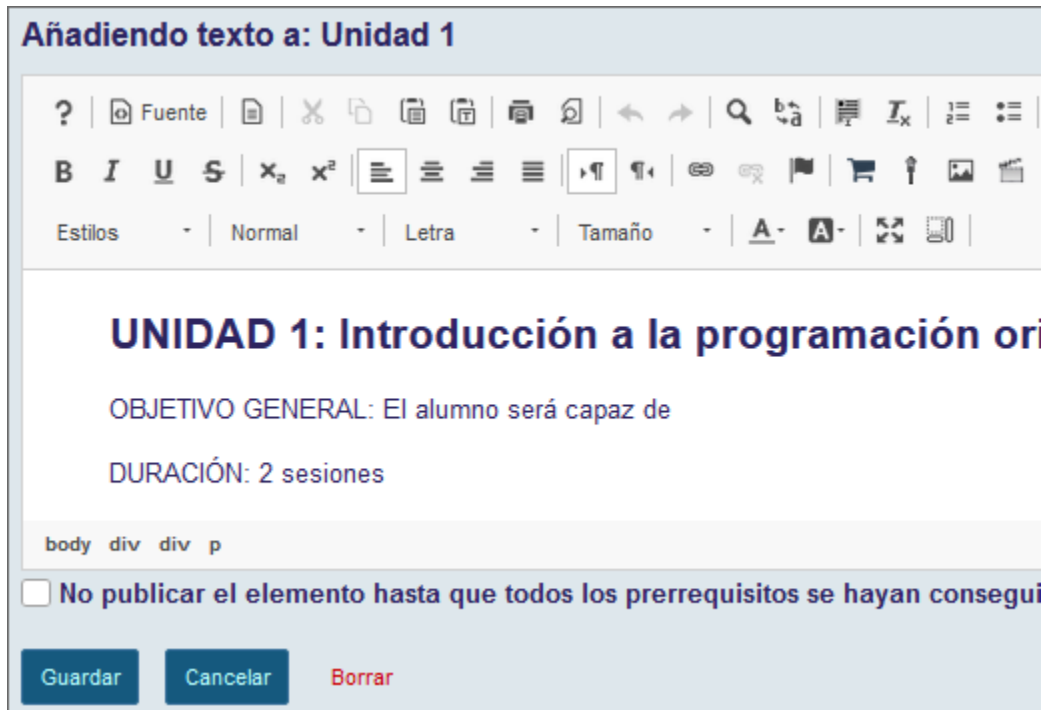 Añadiendo texto a: Unidad 1
? Fuente
B I U S
Estilos Normal Letra Tamaño
UNIDAD 1: Introducción a la programación ori
OBJETIVO GENERAL: El alumno será capaz de
DURACIÓN: 2 sesiones
body div div p
No publicar el elemento hasta que todos los prerrequisitos se hayan consegui
Guardar Cancelar Borrar